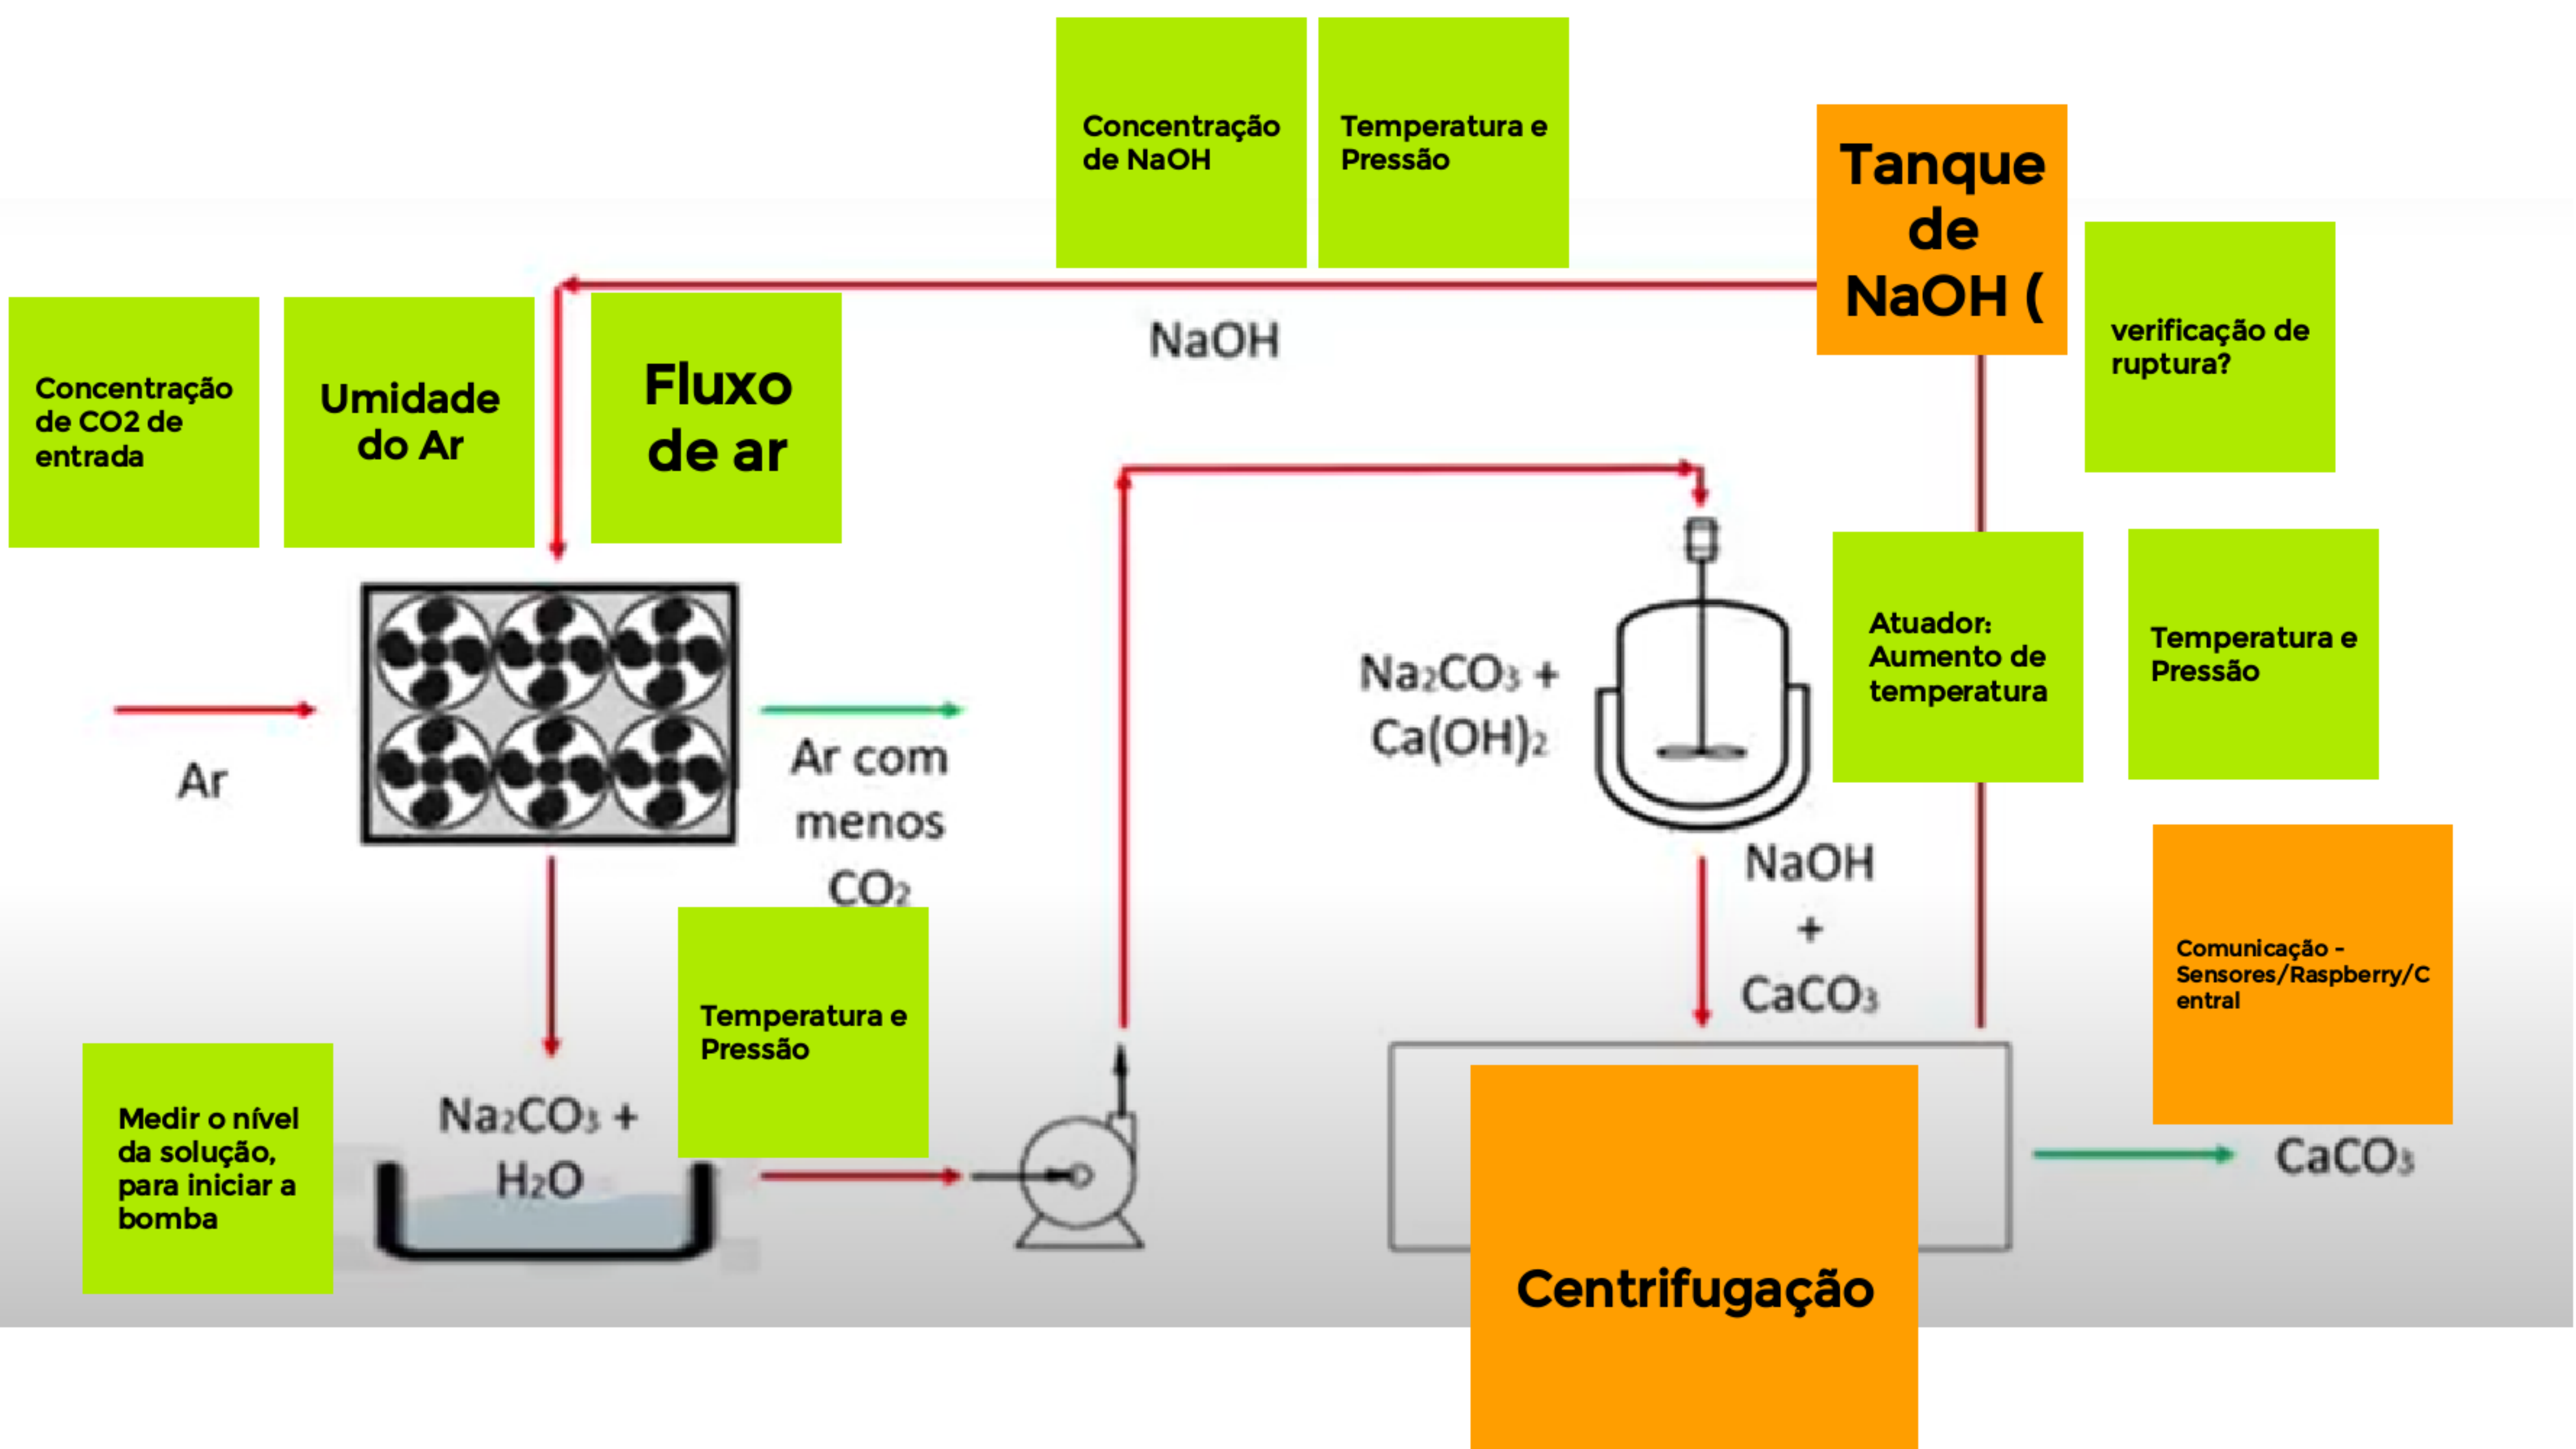 Concentração
de NaOH
Temperatura e
Pressão
Tanque
de
NaOH (
verificação de
ruptura?
Concentração
de CO2 de
entrada
Umidade
do Ar
Fluxo
de ar
NaOH
Ar
Ar com
menos
CO₂
Na₂CO₃ +
Ca(OH)₂
Atuador:
Aumento de
temperatura
Temperatura e
Pressão
NaOH
+
CaCO₃
Comunicação -
Sensores/Raspberry/C
entral
Temperatura e
Pressão
Medir o nível
da solução,
para iniciar a
bomba
Na₂CO₃ +
H₂O
CaCO₃
Centrifugação